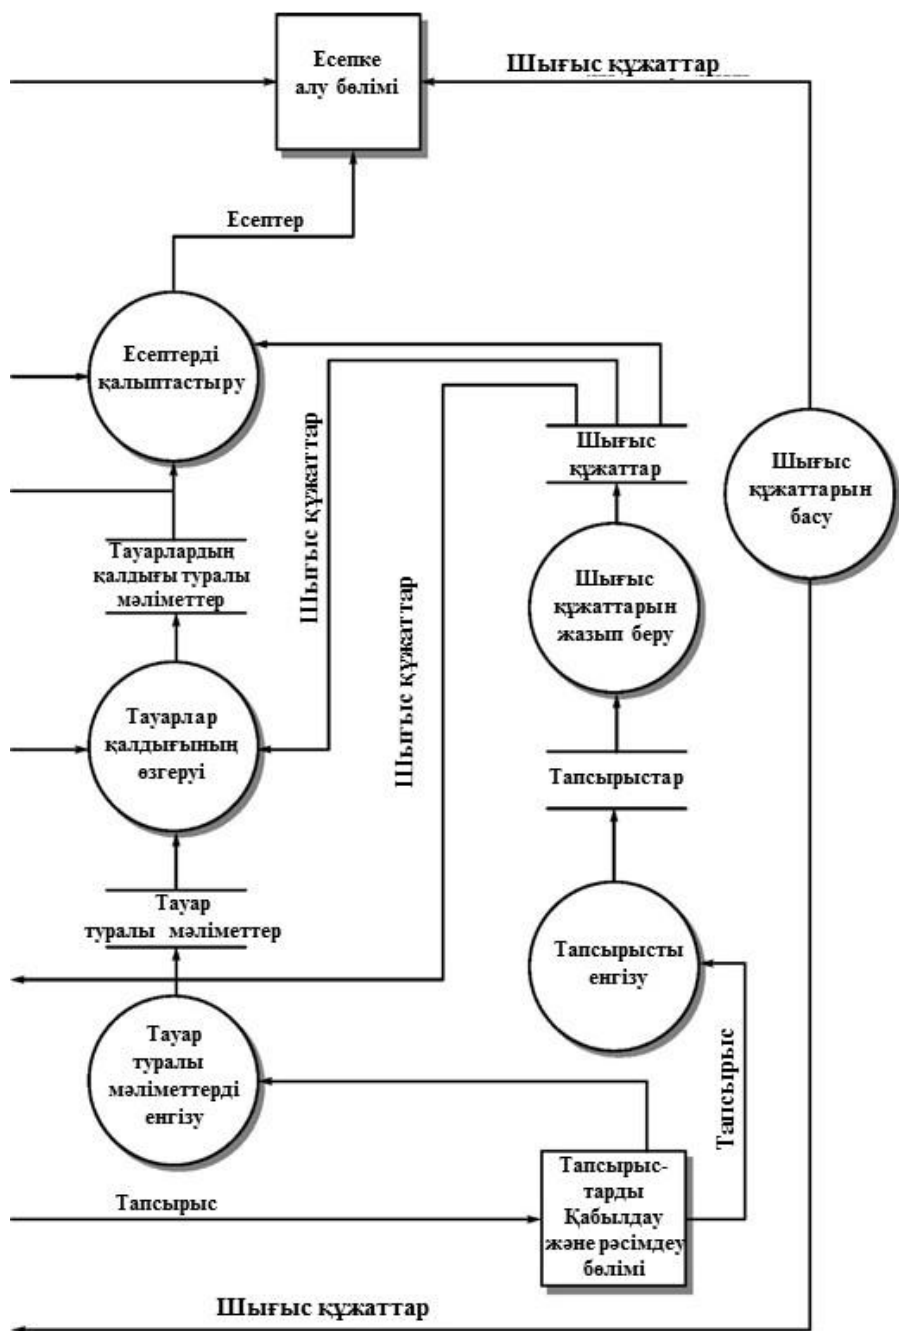 Есепке
алу бөлімі
Шығыс құжаттар
Есептер
Есептерді
қалыптастыру
Шығыс құжаттар
Шығыс құжаттар
Шығыс
құжаттар
Шығыс
құжаттарын
басу
Тауарлардың
қалдығы туралы
мәліметтер
Шығыс
құжаттарын
жазып беру
Тауарлар
қалдығының
өзгеруі
Тапсырыстар
Тауар
туралы мәліметтер
Тапсырысты
енгізу
Тауар
туралы
мәліметтерді
енгізу
Тапсырыс
Тапсырыс
Тапсырыс-
тарды
Қабылдау
және рәсімдеу
бөлімі
Шығыс құжаттар